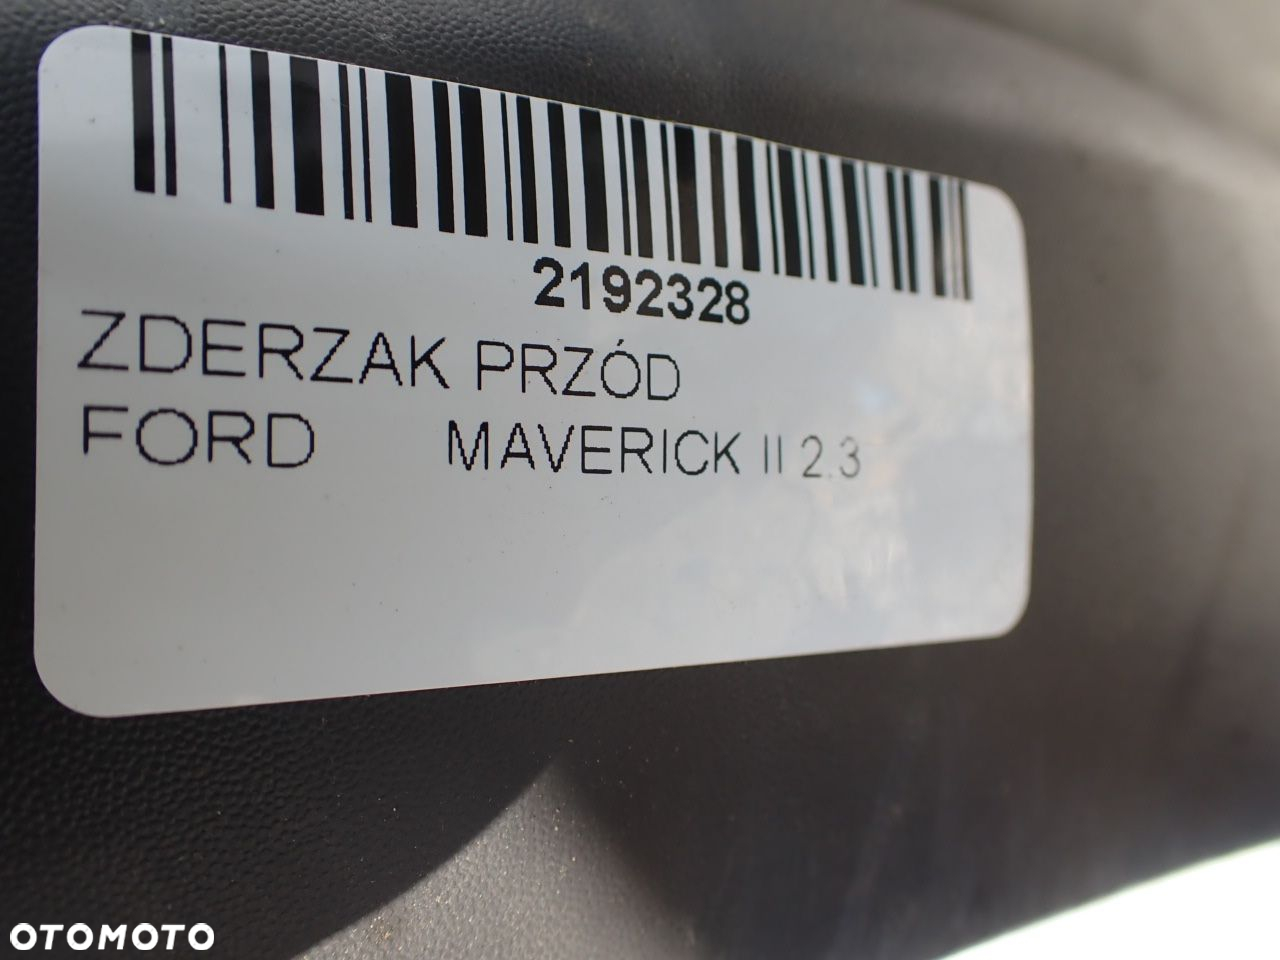 2192328
ZDERZAK PRZÓD
FORD MAVERICK II 2.3
OTOMOTO